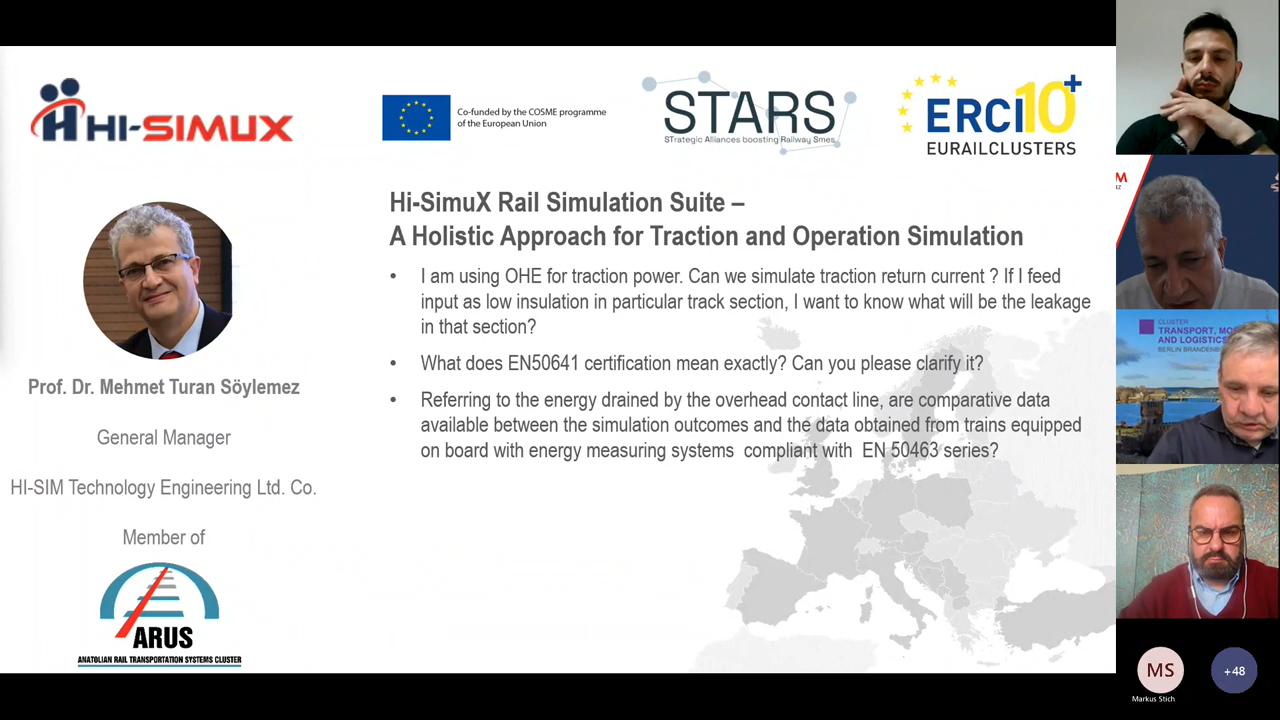 HI-SIMUX
Co-funded by the COSME programme
of the European Union
STARS
STrategic Alliances boosting Railway Smes
ERCI10+
EURAILCLUSTERS
Hi-SimuX Rail Simulation Suite –
A Holistic Approach for Traction and Operation Simulation
• I am using OHE for traction power. Can we simulate traction return current ? If I feed
input as low insulation in particular track section, I want to know what will be the leakage
in that section?
• What does EN50641 certification mean exactly? Can you please clarify it?
• Referring to the energy drained by the overhead contact line, are comparative data
available between the simulation outcomes and the data obtained from trains equipped
on board with energy measuring systems compliant with EN 50463 series?
Prof. Dr. Mehmet Turan Söylemez
General Manager
HI-SIM Technology Engineering Ltd. Co.
Member of
ARUS
ANATOLIAN RAIL TRANSPORTATION SYSTEMS CLUSTER
CLUSTER
TRANSPORT, MO
AND LOGISTICS
BERLIN BRANDENB
MS
+48
Markus Stich